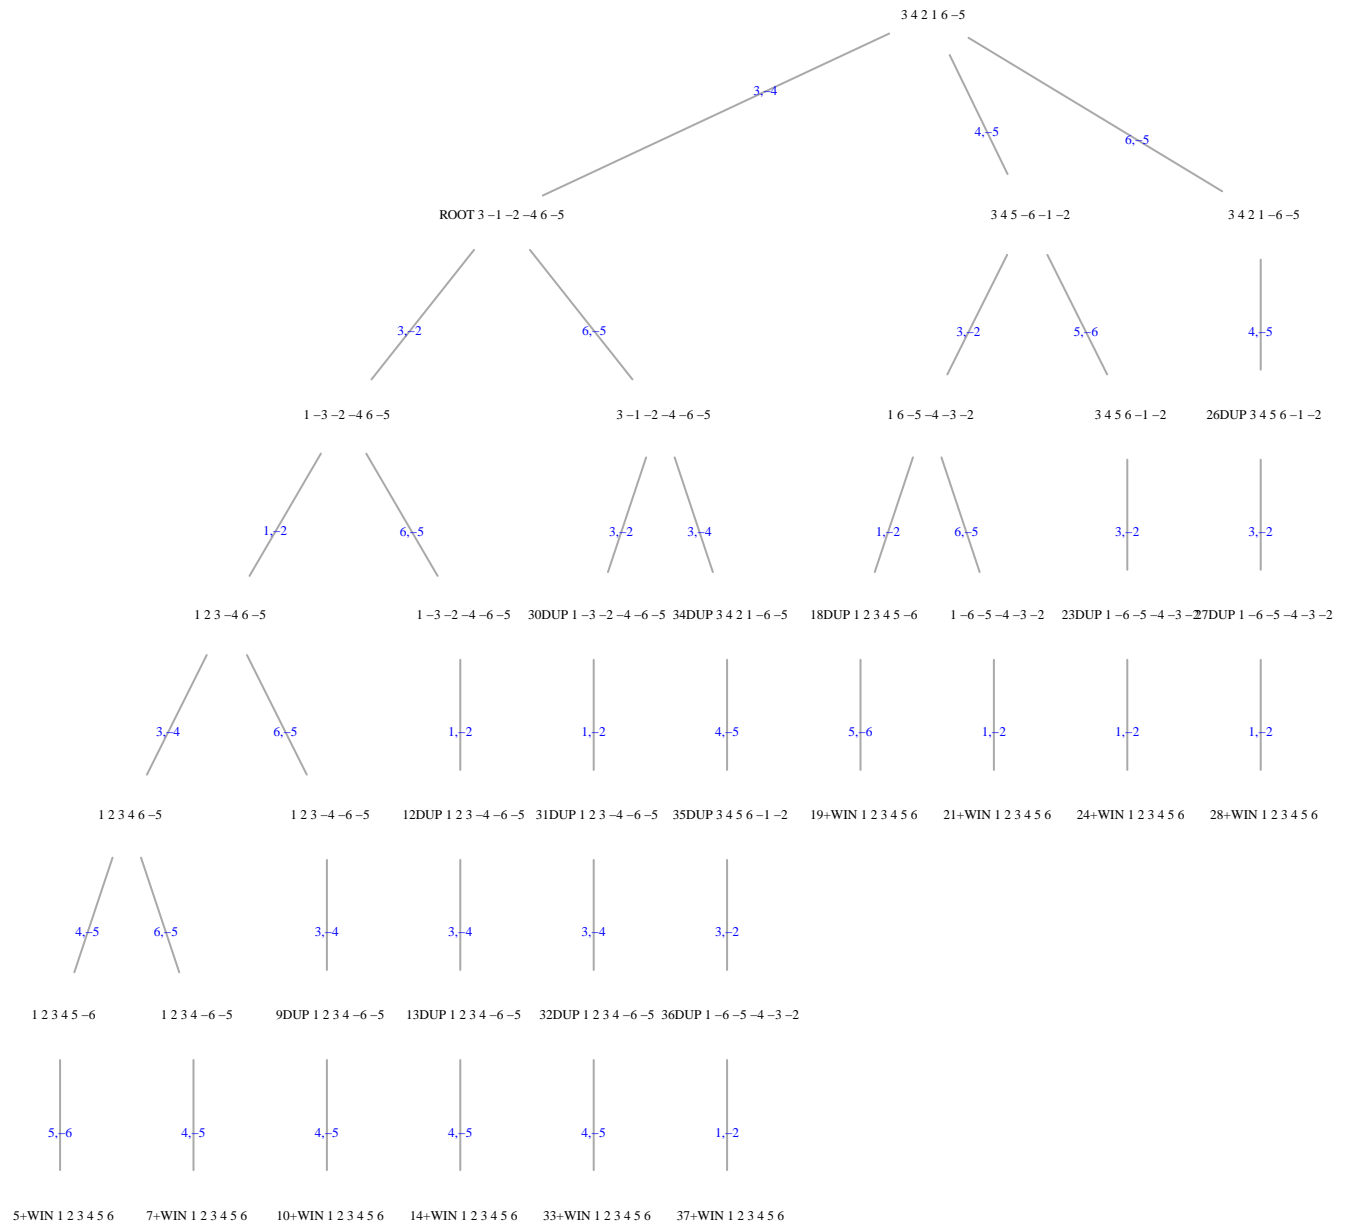 3 4 2 1 6 −5
3,−4
4,−5
6,−5
ROOT 3 −1 −2 −4 6 −5
3 4 5 −6 −1 −2
3 4 2 1 −6 −5
3,−2
6,−5
3,−2
5,−6
4,−5
1 −3 −2 −4 6 −5
3 −1 −2 −4 −6 −5
1 6 −5 −4 −3 −2
3 4 5 6 −1 −2
26DUP 3 4 5 6 −1 −2
1,−2
6,−5
3,−2
3,−4
1,−2
6,−5
3,−2
3,−2
1 2 3 −4 6 −5
1 −3 −2 −4 −6 −5
30DUP 1 −3 −2 −4 −6 −5
34DUP 3 4 2 1 −6 −5
18DUP 1 2 3 4 5 −6
1 −6 −5 −4 −3 −2
23DUP 1 −6 −5 −4 −3 −2
27DUP 1 −6 −5 −4 −3 −2
3,−4
6,−5
1,−2
1,−2
4,−5
5,−6
1,−2
1,−2
1,−2
1 2 3 4 6 −5
1 2 3 −4 −6 −5
12DUP 1 2 3 −4 −6 −5
31DUP 1 2 3 −4 −6 −5
35DUP 3 4 5 6 −1 −2
19+WIN 1 2 3 4 5 6
21+WIN 1 2 3 4 5 6
24+WIN 1 2 3 4 5 6
28+WIN 1 2 3 4 5 6
4,−5
6,−5
3,−4
3,−4
3,−4
3,−2
1 2 3 4 5 −6
1 2 3 4 −6 −5
9DUP 1 2 3 4 −6 −5
13DUP 1 2 3 4 −6 −5
32DUP 1 2 3 4 −6 −5
36DUP 1 −6 −5 −4 −3 −2
5,−6
4,−5
4,−5
4,−5
4,−5
1,−2
5+WIN 1 2 3 4 5 6
7+WIN 1 2 3 4 5 6
10+WIN 1 2 3 4 5 6
14+WIN 1 2 3 4 5 6
33+WIN 1 2 3 4 5 6
37+WIN 1 2 3 4 5 6